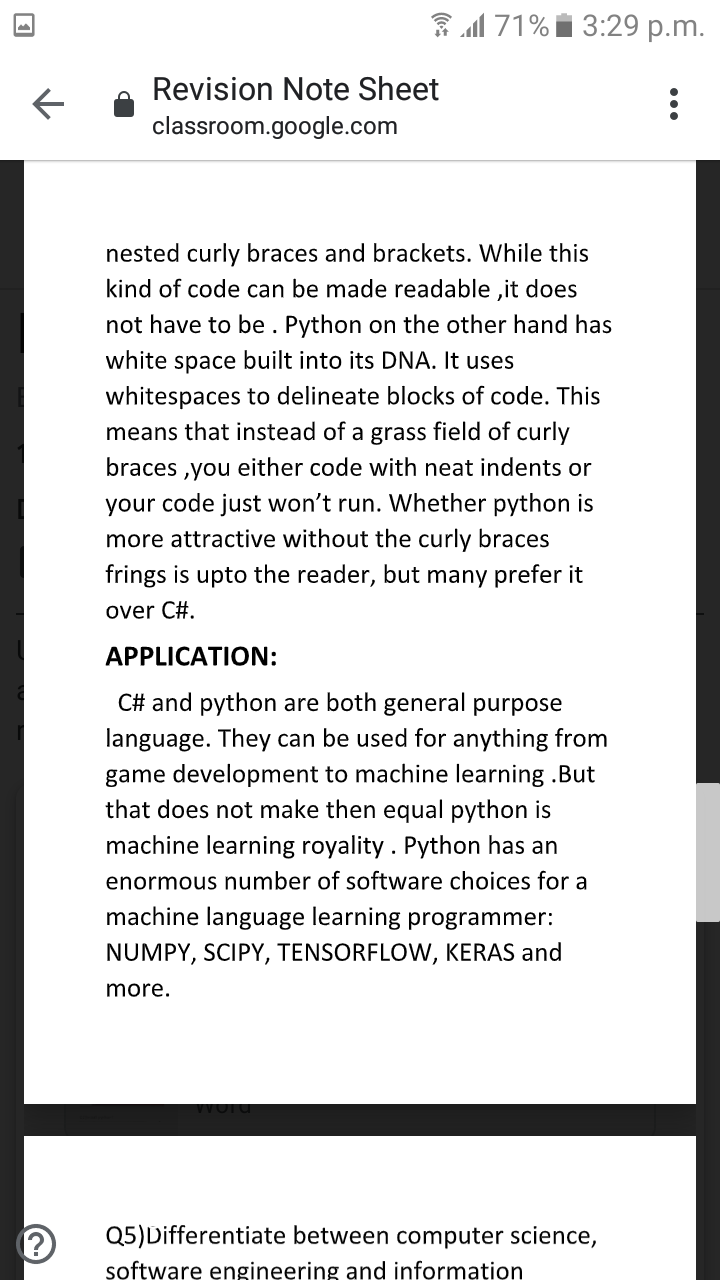 71% 3:29 p.m.
Revision Note Sheet
classroom.google.com
nested curly braces and brackets. While this
kind of code can be made readable ,it does
not have to be . Python on the other hand has
white space built into its DNA. It uses
whitespaces to delineate blocks of code. This
means that instead of a grass field of curly
braces ,you either code with neat indents or
your code just won’t run. Whether python is
more attractive without the curly braces
frings is upto the reader, but many prefer it
over C#.
APPLICATION:
C# and python are both general purpose
language. They can be used for anything from
game development to machine learning .But
that does not make then equal python is
machine learning royality . Python has an
enormous number of software choices for a
machine language learning programmer:
NUMPY, SCIPY, TENSORFLOW, KERAS and
more.
Word
Q5)Differentiate between computer science,
software engineering and information